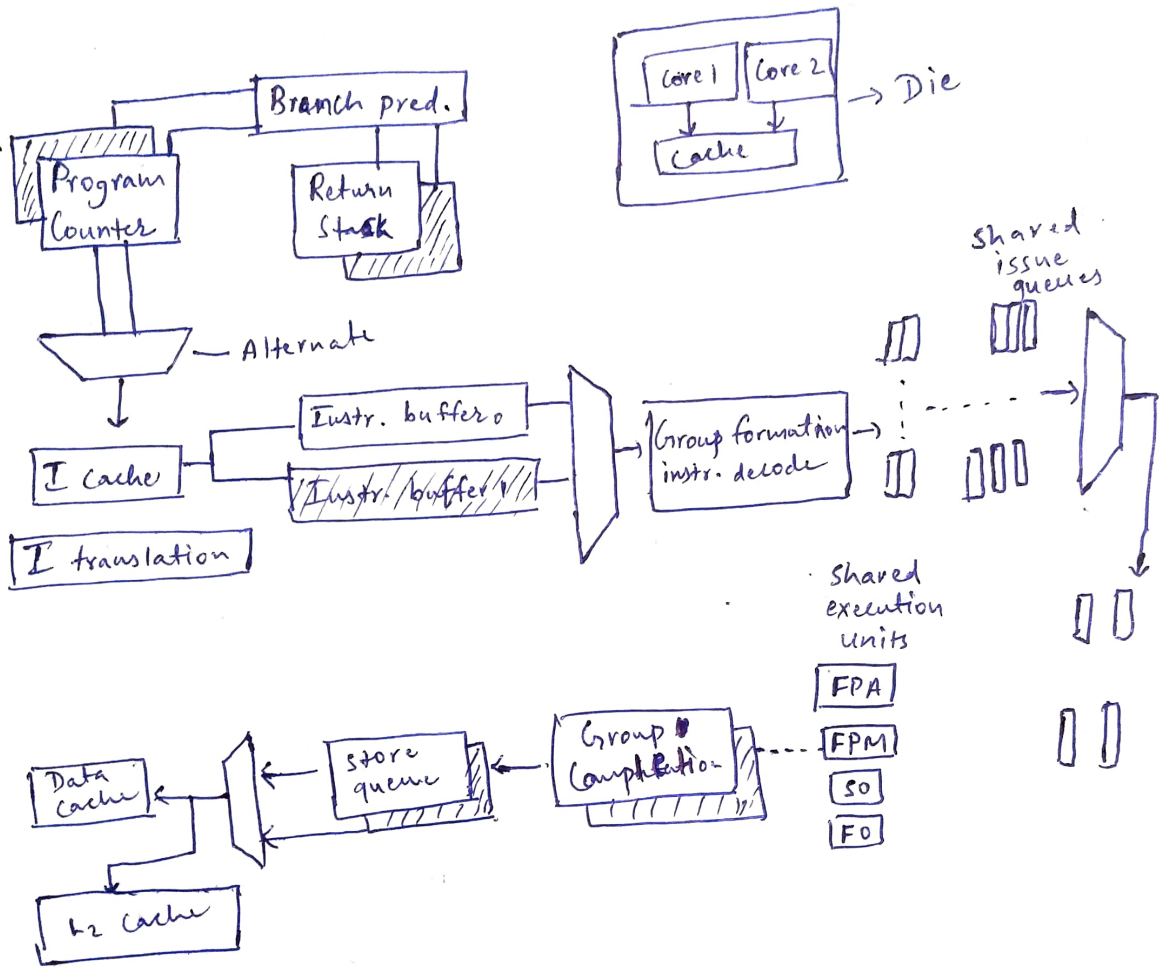 Core 1
Core 2
Cache
Die
Branch pred.
Program
Counter
Return
Stack
Alternate
shared
issue
queues
Instr. buffer 0
Instr. buffer 1
I cache
I translation
Group formation
instr. decode
shared
execution
units
FPA
FPM
SO
FO
Group
Completion
store
queue
Data
cache
L2 cache